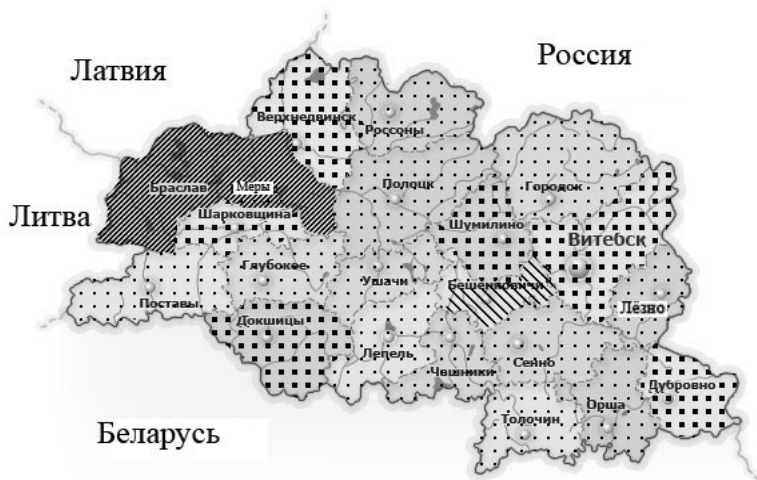 Латвия
Россия
Верхнедвинск
Россоны
Браслав
Меры
Полоцк
Городок
Литва
Шарковщина
Шумилино
Витебск
Глубокое
Ушачи
Бешенковичи
Поставы
Лёзно
Докшицы
Лепель
Чашники
Сенно
Дубровно
Толочин
Орша
Беларусь